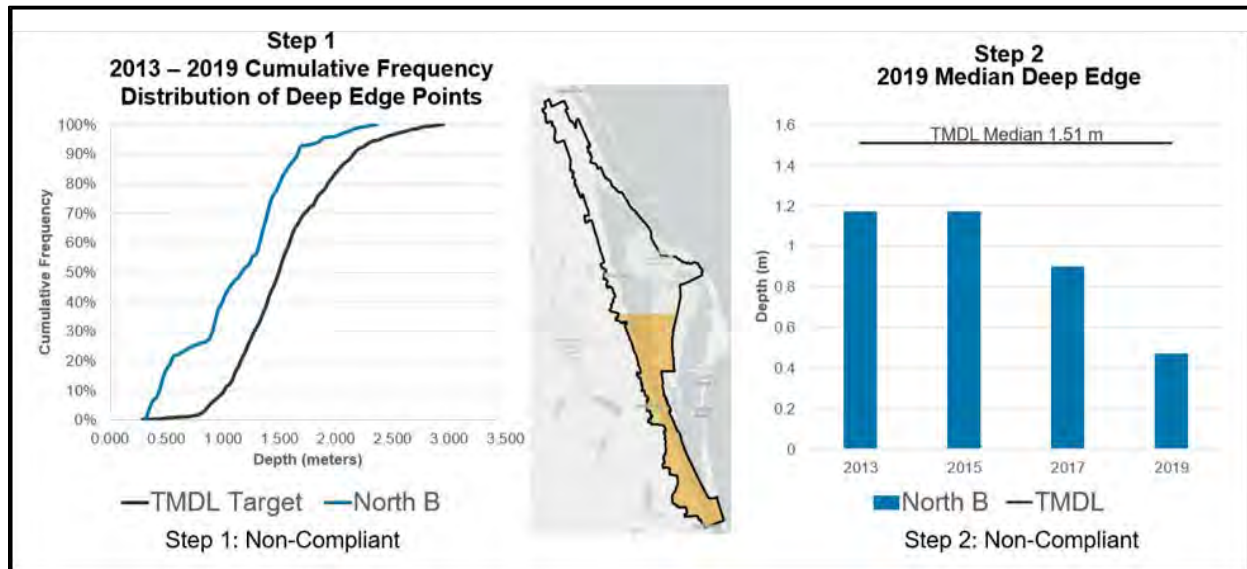 Step 1
2013 – 2019 Cumulative Frequency
Distribution of Deep Edge Points
100%
90%
80%
70%
60%
50%
40%
30%
20%
10%
0%
Cumulative Frequency
0.000 0.500 1.000 1.500 2.000 2.500 3.000 3.500
Depth (meters)
TMDL Target North B
Step 1: Non-Compliant
Step 2
2019 Median Deep Edge
1.6
1.4
1.2
1
0.8
0.6
0.4
0.2
0
Depth (m)
TMDL Median 1.51 m
2013 2015 2017 2019
North B TMDL
Step 2: Non-Compliant